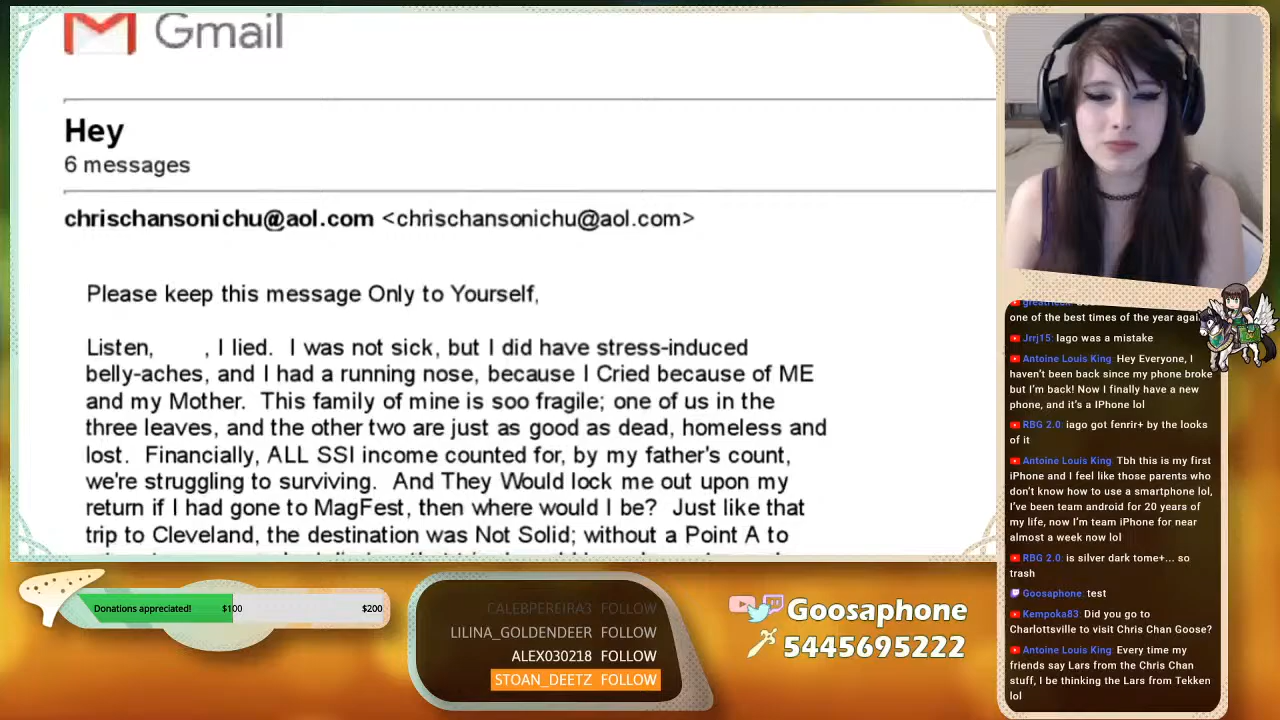 Gmail
Hey
6 messages
chrischansonichu@aol.com <chrischansonichu@aol.com>
Please keep this message Only to Yourself,
Listen, , I lied. I was not sick, but I did have stress-induced
belly-aches, and I had a running nose, because I Cried because of ME
and my Mother. This family of mine is soo fragile; one of us in the
three leaves, and the other two are just as good as dead, homeless and
lost. Financially, ALL SSI income counted for, by my father's count,
we're struggling to surviving. And They Would lock me out upon my
return if I had gone to MagFest, then where would I be? Just like that
trip to Cleveland, the destination was Not Solid; without a Point A to
one of the best times of the year again
Jrrj15: Iago was a mistake
Antoine Louis King: Hey Everyone, I
haven't been back since my phone broke
but I'm back! Now I finally have a new
phone, and it's a IPhone lol
RBG 2.0: iago got fenrir+ by the looks
of it
Antoine Louis King: Tbh this is my first
iPhone and I feel like those parents who
don't know how to use a smartphone lol,
I've been team android for 20 years of
my life, now I'm team iPhone for near
almost a week now lol
RBG 2.0: is silver dark tome+... so
trash
Goosaphone: test
Kempoka83: Did you go to
Charlottsville to visit Chris Chan Goose?
Antoine Louis King: Every time my
friends say Lars from the Chris Chan
stuff, I be thinking the Lars from Tekken
lol
Donations appreciated! $100 $200
CALEBPEREIRA3 FOLLOW
LILINA_GOLDENDEER FOLLOW
ALEX030218 FOLLOW
STOAN_DEETZ FOLLOW
Goosaphone
5445695222